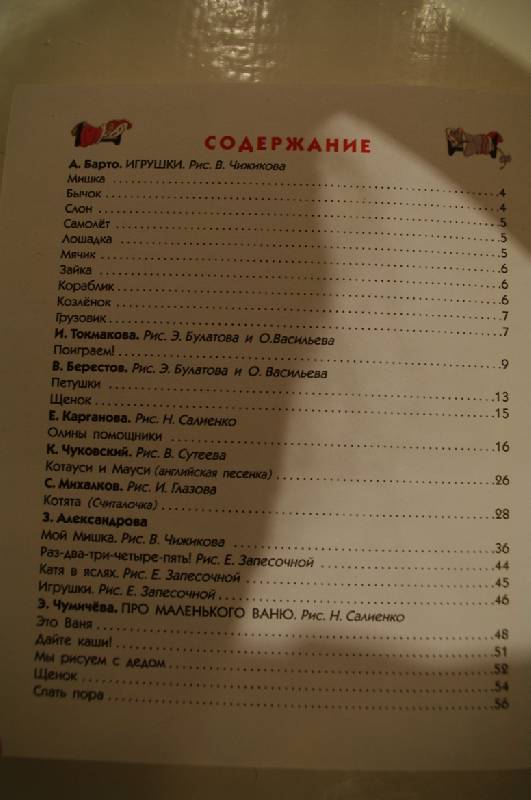 СОДЕРЖАНИЕ
А. Барто. ИГРУШКИ. Рис. В. Чижикова
Мишка ........ 4
Бычок ........ 4
Слон ........ 5
Самолёт ........ 5
Лошадка ........ 5
Мячик ........ 6
Зайка ........ 6
Кораблик ........ 6
Козлёнок ........ 7
Грузовик ........ 7
И. Токмакова. Рис. Э. Булатова и О.Васильева
Поиграем! ........ 9
В. Берестов. Рис. Э. Булатова и О. Васильева
Петушки ........ 13
Щенок ........ 15
Е. Карганова. Рис. Н. Салиенко
Олины помощники ........ 16
К. Чуковский. Рис. В. Сутеева
Котауси и Мауси (английская песенка) ........ 26
С. Михалков. Рис. И. Глазова
Котята (Считалочка) ........ 28
З. Александрова
Мой Мишка. Рис. В. Чижикова ........ 36
Раз-два-три-четыре-пять! Рис. Е. Запесочной ........ 44
Катя в яслях. Рис. Е. Запесочной ........ 45
Игрушки. Рис. Е. Запесочной ........ 46
Э. Чумичёва. ПРО МАЛЕНЬКОГО ВАНЮ. Рис. Н. Салиенко
Это Ваня ........ 48
Дайте каши! ........ 51
Мы рисуем с дедом ........ 52
Щенок ........ 54
Спать пора ........ 56